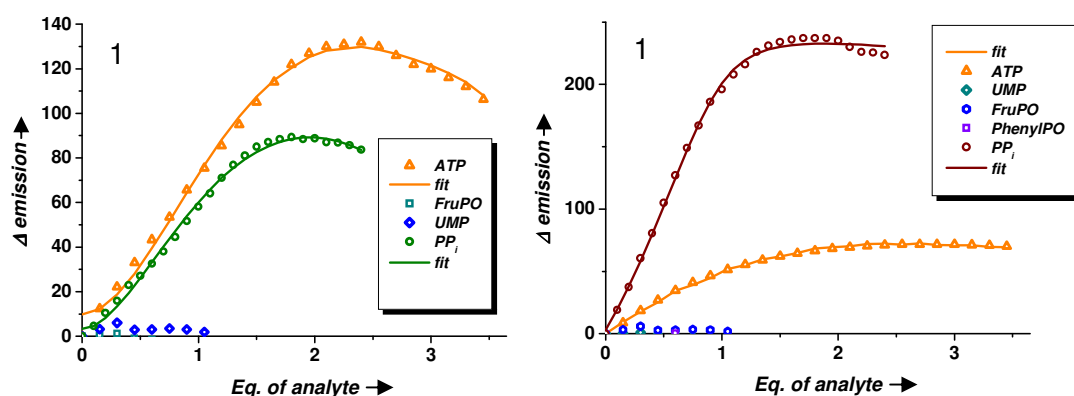 1
140
120
100
80
60
40
20
0
0 1 2 3
Δ emission
Eq. of analyte
ATP
fit
FruPO
UMP
PPi
fit
1
200
100
0
0 1 2 3
Δ emission
Eq. of analyte
fit
ATP
UMP
FruPO
PhenylPO
PPi
fit